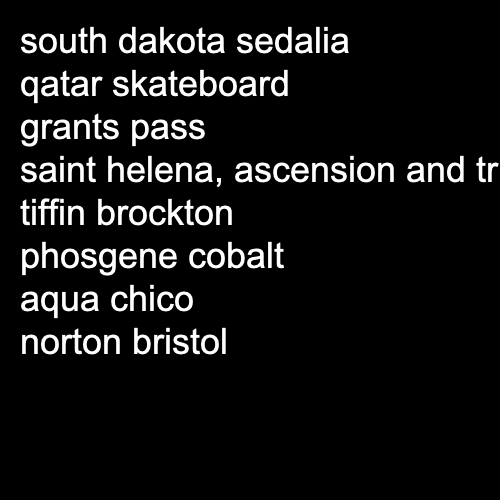 south dakota sedalia
qatar skateboard
grants pass
saint helena, ascension and tr
tiffin brockton
phosgene cobalt
aqua chico
norton bristol